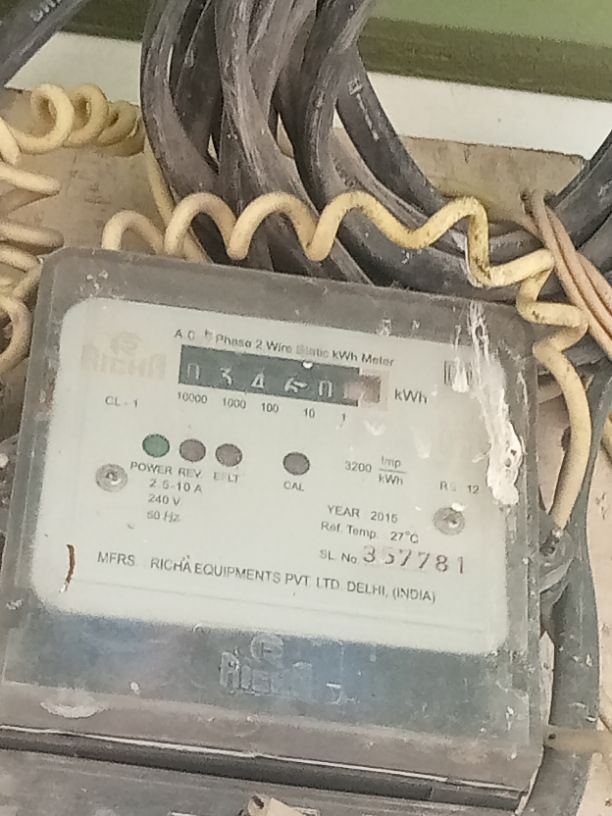 RICHA
A.C. 1 Phase 2 Wire Static kWh Meter
kWh
10000 1000 100 10 1
CL - 1
POWER REV. E/FLT CAL
3200 Imp/kWh
2.5-10 A
240 V
50 Hz
YEAR 2015
Ref. Temp. 27°C
SL. No 357781
MFRS. RICHA EQUIPMENTS PVT. LTD. DELHI, (INDIA)
RICHA